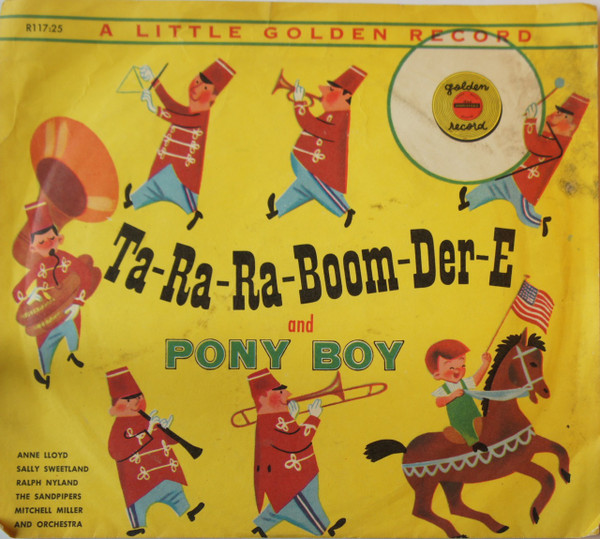 R117:25
A LITTLE GOLDEN RECORD
golden
record
Ta-Ra-Ra-Boom-Der-E
and
PONY BOY
ANNE LLOYD
SALLY SWEETLAND
RALPH NYLAND
THE SANDPIPERS
MITCHELL MILLER
AND ORCHESTRA